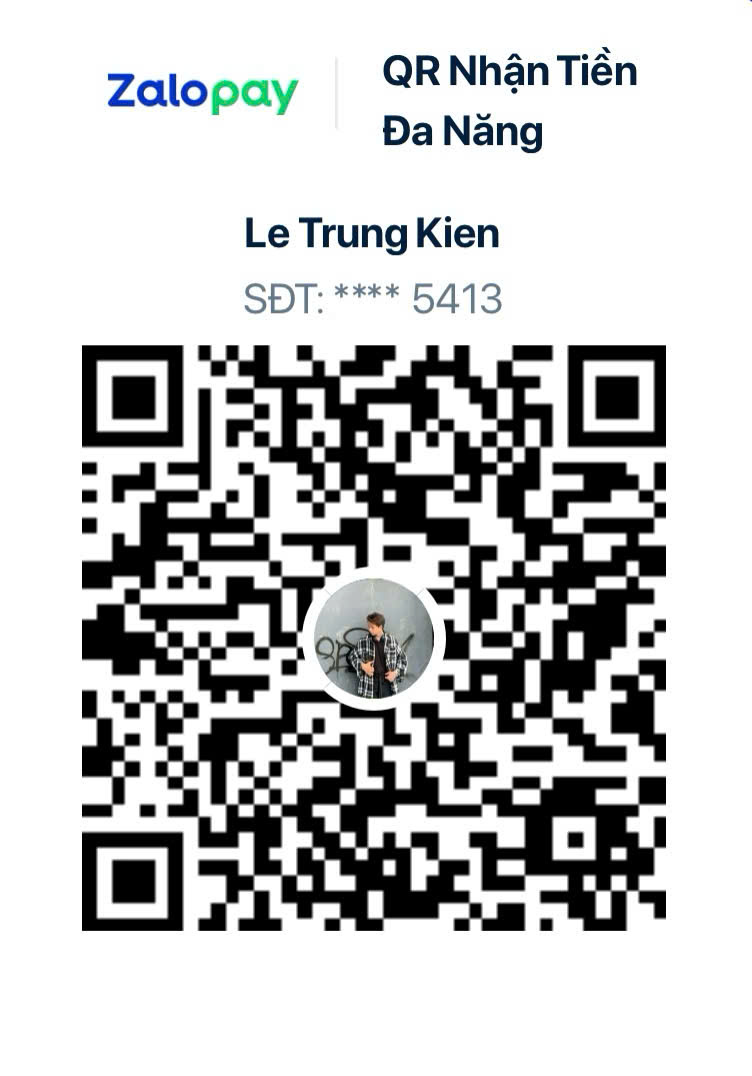 Zalopay
QR Nhận Tiền
Đa Năng
Le Trung Kien
SĐT: **** 5413